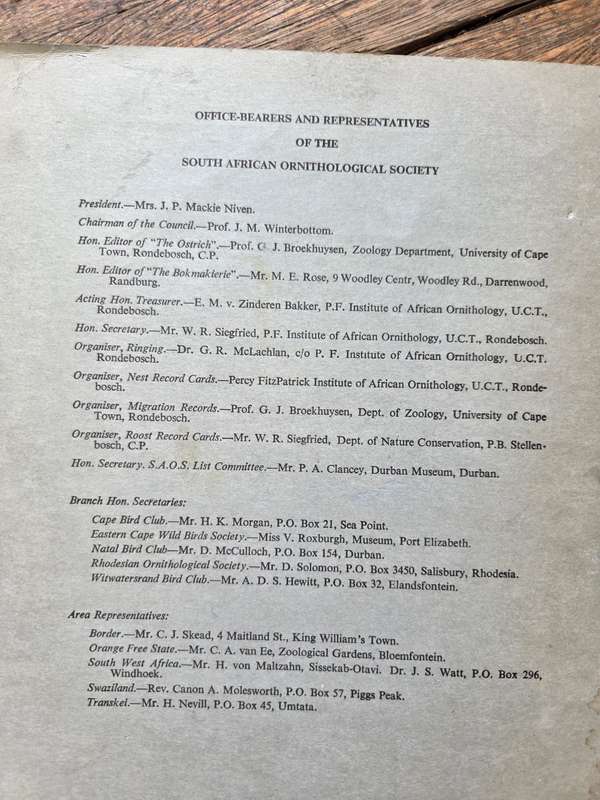 OFFICE-BEARERS AND REPRESENTATIVES
OF THE
SOUTH AFRICAN ORNITHOLOGICAL SOCIETY
President.—Mrs. J. P. Mackie Niven.
Chairman of the Council.—Prof. J. M. Winterbottom.
Hon. Editor of "The Ostrich".—Prof. G. J. Broekhuysen, Zoology Department, University of Cape
Town, Rondebosch, C.P.
Hon. Editor of "The Bokmakierie".—Mr. M. E. Rose, 9 Woodley Centr, Woodley Rd., Darrenwood,
Randburg.
Acting Hon. Treasurer.—E. M. v. Zinderen Bakker, P.F. Institute of African Ornithology, U.C.T.,
Rondebosch.
Hon. Secretary.—Mr. W. R. Siegfried, P.F. Institute of African Ornithology, U.C.T., Rondebosch.
Organiser, Ringing.—Dr. G. R. McLachlan, c/o P. F. Institute of African Ornithology, U.C.T.
Rondebosch.
Organiser, Nest Record Cards.—Percy FitzPatrick Institute of African Ornithology, U.C.T., Ronde-
bosch.
Organiser, Migration Records.—Prof. G. J. Broekhuysen, Dept. of Zoology, University of Cape
Town, Rondebosch.
Organiser, Roost Record Cards.—Mr. W. R. Siegfried, Dept. of Nature Conservation, P.B. Stellen-
bosch, C.P.
Hon. Secretary. S.A.O.S. List Committee.—Mr. P. A. Clancey, Durban Museum, Durban.
Branch Hon. Secretaries:
Cape Bird Club.—Mr. H. K. Morgan, P.O. Box 21, Sea Point.
Eastern Cape Wild Birds Society.—Miss V. Roxburgh, Museum, Port Elizabeth.
Natal Bird Club—Mr. D. McCulloch, P.O. Box 154, Durban.
Rhodesian Ornithological Society.—Mr. D. Solomon, P.O. Box 3450, Salisbury, Rhodesia.
Witwatersrand Bird Club.—Mr. A. D. S. Hewitt, P.O. Box 32, Elandsfontein.
Area Representatives:
Border.—Mr. C. J. Skead, 4 Maitland St., King William's Town.
Orange Free State.—Mr. C. A. van Ee, Zoological Gardens, Bloemfontein.
South West Africa.—Mr. H. von Maltzahn, Sissekab-Otavi. Dr. J. S. Watt, P.O. Box 296,
Windhoek.
Swaziland.—Rev. Canon A. Molesworth, P.O. Box 57, Piggs Peak.
Transkei.—Mr. H. Nevill, P.O. Box 45, Umtata.